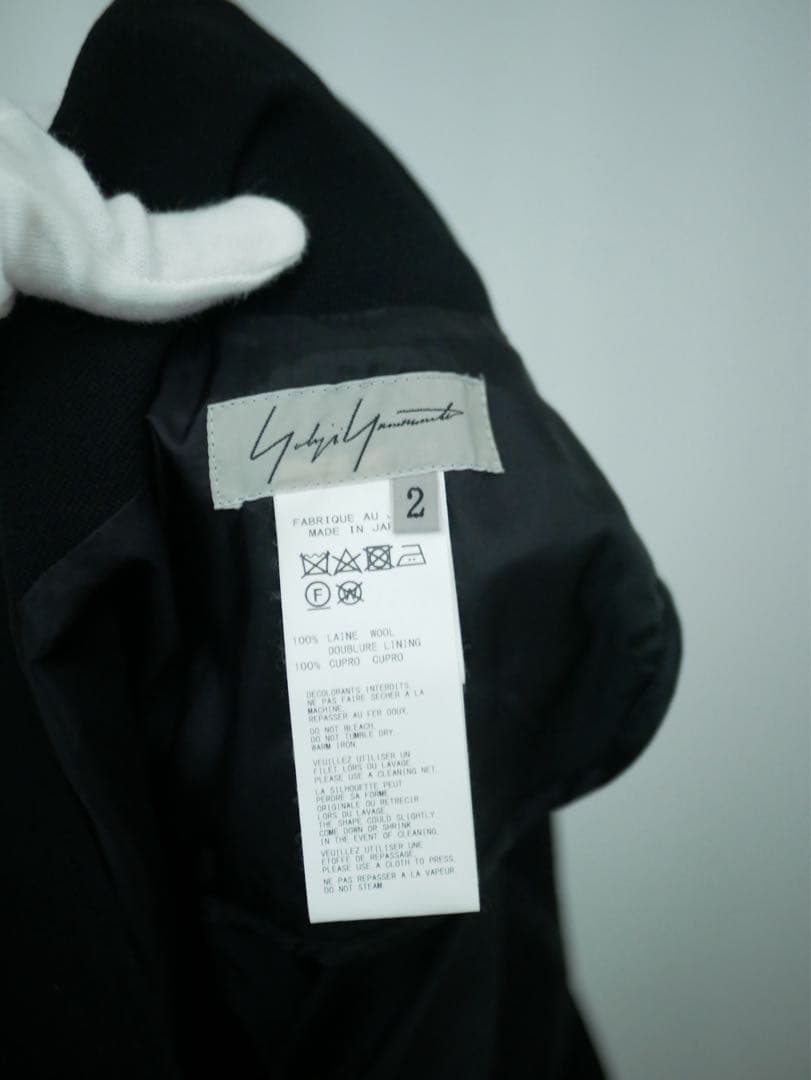 Yohji Yamamoto
2
FABRIQUE AU
MADE IN JAP
F W
100% LAINE WOOL
DOUBLURE LINING
100% CUPRO CUPRO
DECOLORANTS INTERDITS.
NE PAS FAIRE SECHER A LA
MACHINE.
REPASSER AU FER DOUX.
DO NOT BLEACH.
DO NOT TUMBLE DRY.
WARM IRON.
VEUILLEZ UTILISER UN
FILET LORS DU LAVAGE.
PLEASE USE A CLEANING NET.
LA SILHOUETTE PEUT
PERDRE SA FORME
ORIGINALE OU RETRECIR
LORS DU LAVAGE.
THE SHAPE COULD SLIGHTLY
COME DOWN OR SHRINK
IN THE EVENT OF CLEANING.
VEUILLEZ UTILISER UNE
ETOFFE DE REPASSAGE.
PLEASE USE A CLOTH TO PRESS.
NE PAS REPASSER A LA VAPEUR.
DO NOT STEAM.